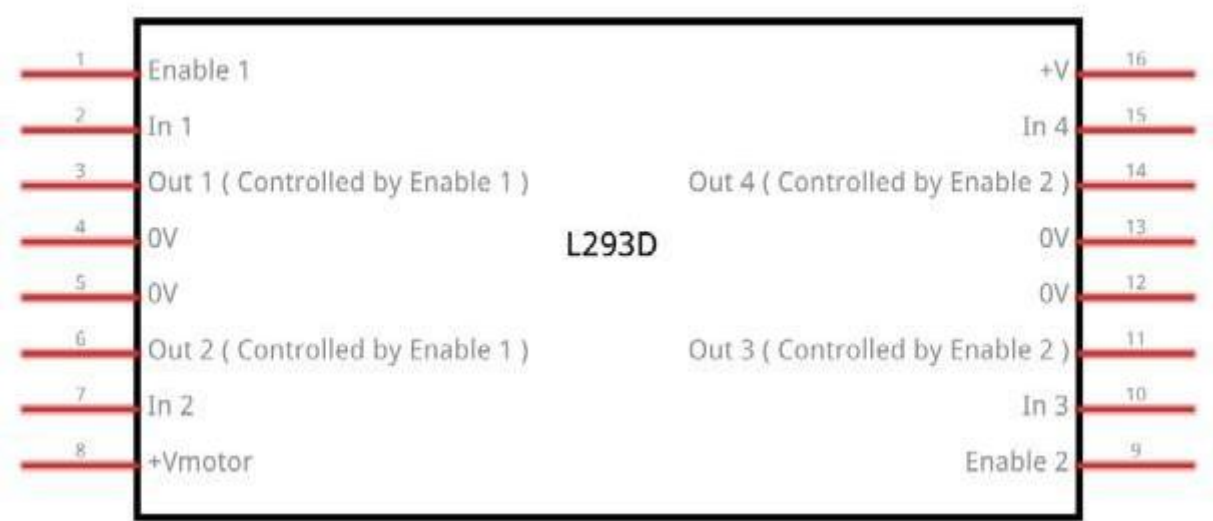 1 Enable 1 +V 16
2 In 1 In 4 15
3 Out 1 ( Controlled by Enable 1 ) Out 4 ( Controlled by Enable 2 ) 14
4 0V 0V 13
L293D
5 0V 0V 12
6 Out 2 ( Controlled by Enable 1 ) Out 3 ( Controlled by Enable 2 ) 11
7 In 2 In 3 10
8 +Vmotor Enable 2 9